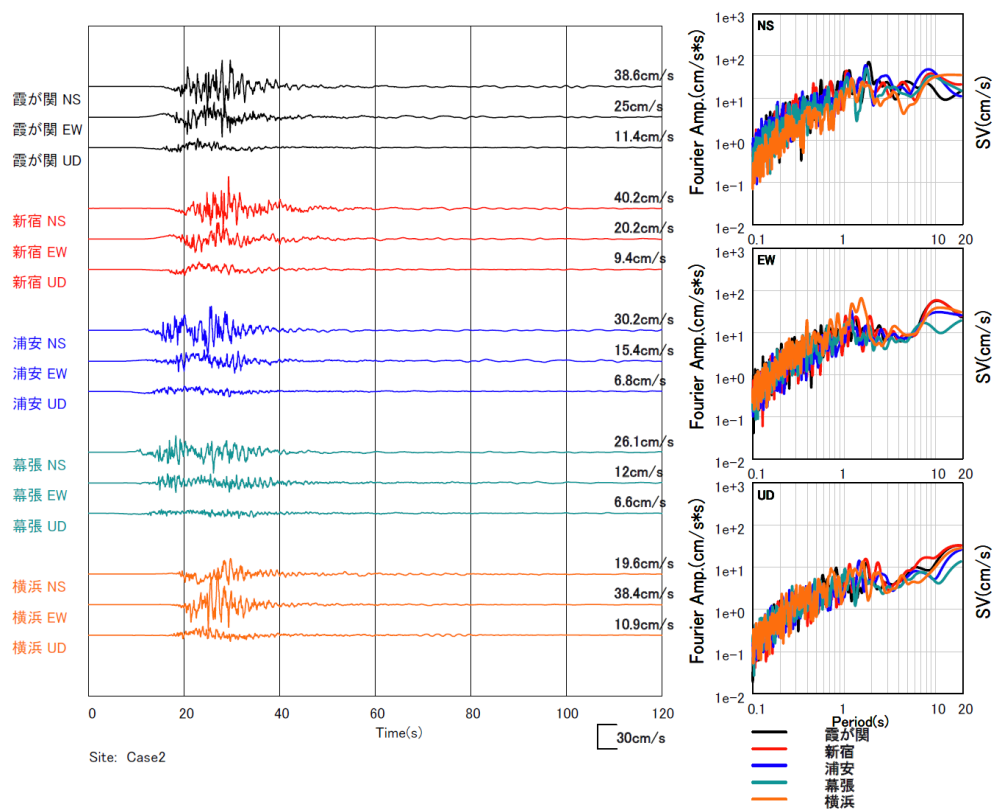 霞が関 NS
38.6cm/s
霞が関 EW
25cm/s
霞が関 UD
11.4cm/s
新宿 NS
40.2cm/s
新宿 EW
20.2cm/s
新宿 UD
9.4cm/s
浦安 NS
30.2cm/s
浦安 EW
15.4cm/s
浦安 UD
6.8cm/s
幕張 NS
26.1cm/s
幕張 EW
12cm/s
幕張 UD
6.6cm/s
横浜 NS
19.6cm/s
横浜 EW
38.4cm/s
横浜 UD
10.9cm/s
0 20 40 60 80 100 120
Time(s)
30cm/s
Site: Case2
NS
1e+3
1e+2
1e+1
1e+0
1e-1
1e-2
0.1 1 10 20
Fourier Amp.(cm/s*s)
SV(cm/s)
EW
1e+3
1e+2
1e+1
1e+0
1e-1
1e-2
0.1 1 10 20
Fourier Amp.(cm/s*s)
SV(cm/s)
UD
1e+3
1e+2
1e+1
1e+0
1e-1
1e-2
0.1 1 10 20
Fourier Amp.(cm/s*s)
SV(cm/s)
Period(s)
霞が関
新宿
浦安
幕張
横浜